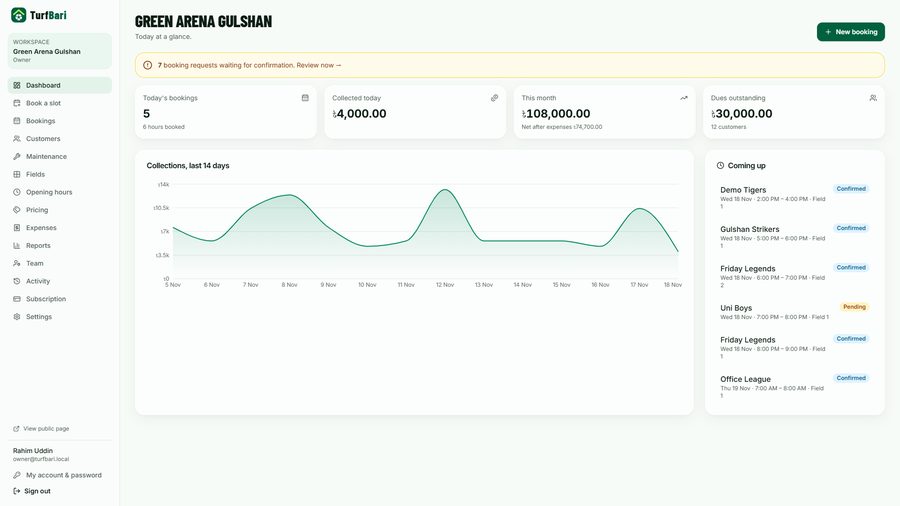 TurfBari
WORKSPACE
Green Arena Gulshan
Owner
Dashboard
Book a slot
Bookings
Customers
Maintenance
Fields
Opening hours
Pricing
Expenses
Reports
Team
Activity
Subscription
Settings
View public page
Rahim Uddin
owner@turfbari.local
My account & password
Sign out
GREEN ARENA GULSHAN
Today at a glance.
+ New booking
7 booking requests waiting for confirmation. Review now →
Today's bookings
5
6 hours booked
Collected today
৳4,000.00
This month
৳108,000.00
Net after expenses ৳74,700.00
Dues outstanding
৳30,000.00
12 customers
Collections, last 14 days
৳14k
৳10.5k
৳7k
৳3.5k
৳0
5 Nov 6 Nov 7 Nov 8 Nov 9 Nov 10 Nov 11 Nov 12 Nov 13 Nov 14 Nov 15 Nov 16 Nov 17 Nov 18 Nov
Coming up
Demo Tigers Confirmed
Wed 18 Nov · 2:00 PM – 4:00 PM · Field
1
Gulshan Strikers Confirmed
Wed 18 Nov · 5:00 PM – 6:00 PM · Field
1
Friday Legends Confirmed
Wed 18 Nov · 6:00 PM – 7:00 PM · Field
2
Uni Boys Pending
Wed 18 Nov · 7:00 PM – 8:00 PM · Field 1
Friday Legends Confirmed
Wed 18 Nov · 8:00 PM – 9:00 PM · Field
1
Office League Confirmed
Thu 19 Nov · 7:00 AM – 8:00 AM · Field
1